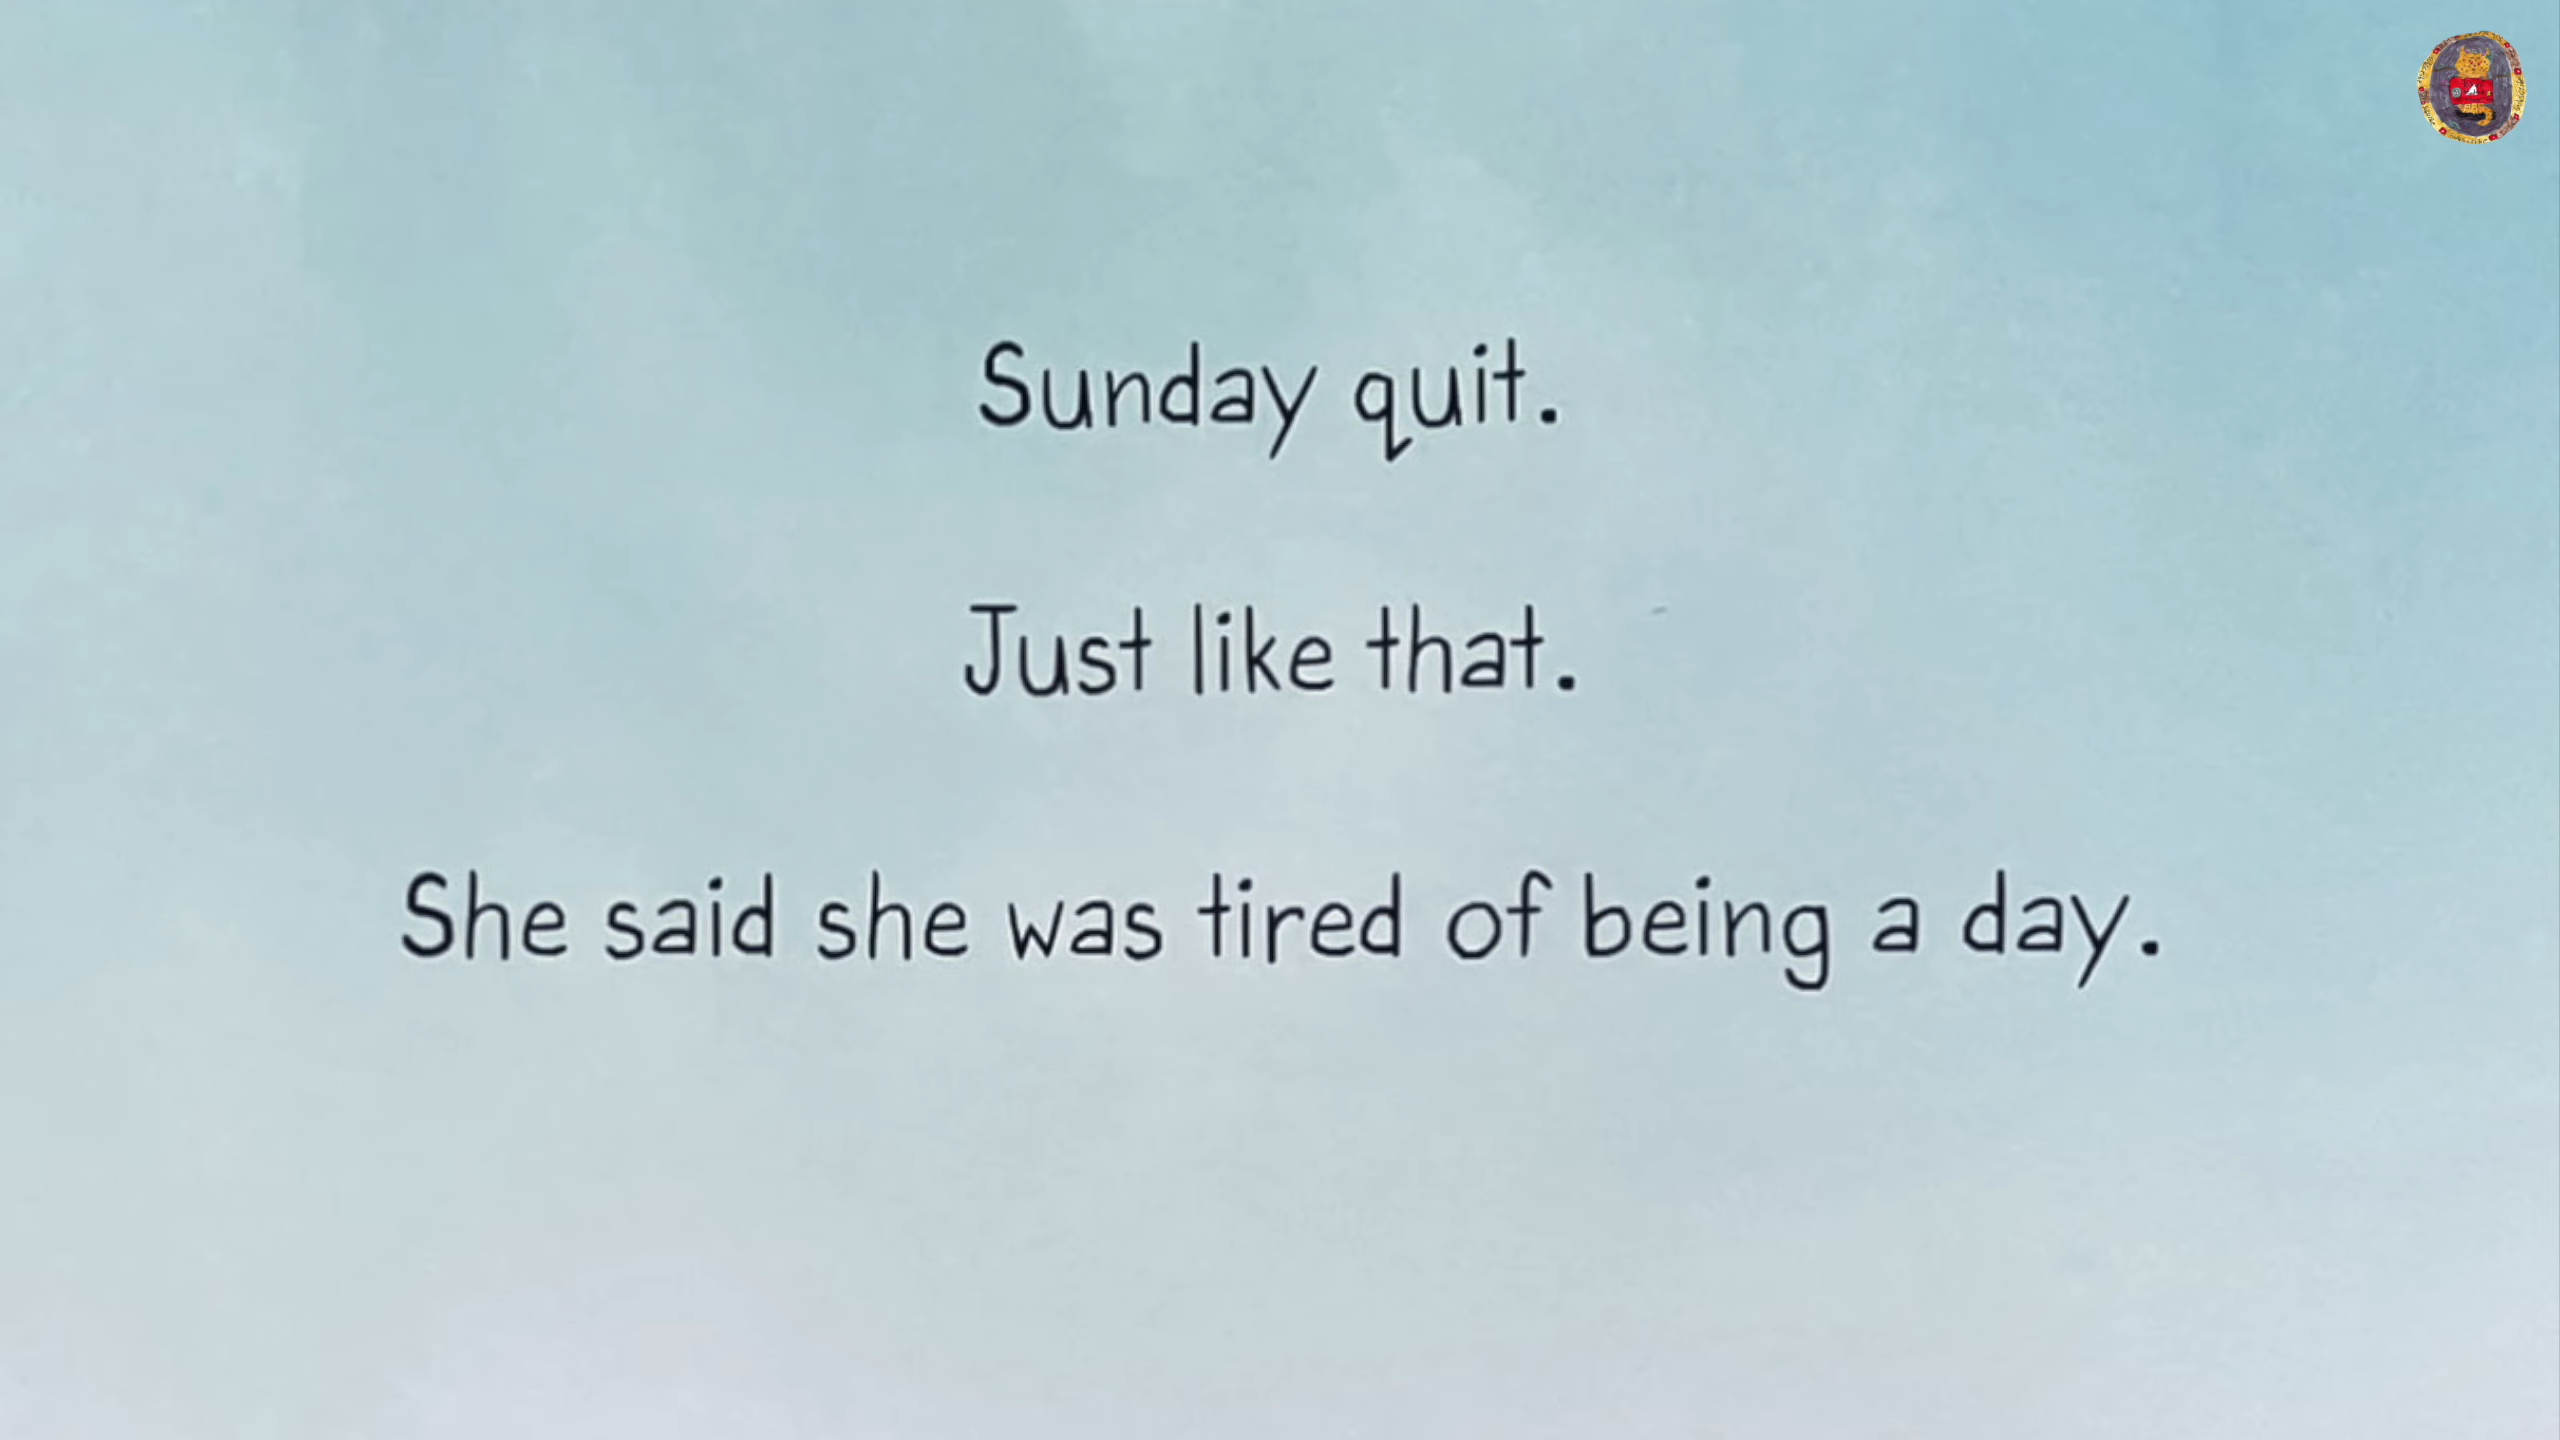 Sunday quit.
Just like that.
She said she was tired of being a day.